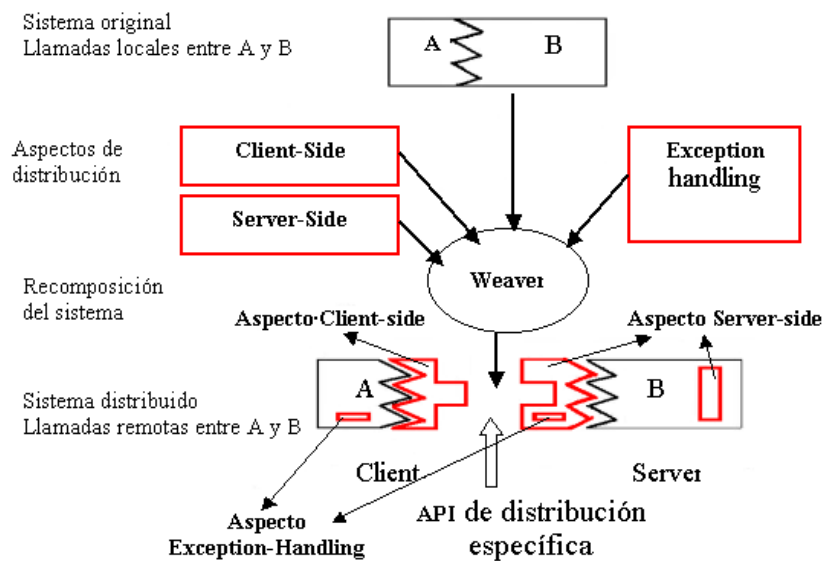 Sistema original
Llamadas locales entre A y B
A
B
Aspectos de
distribución
Client-Side
Server-Side
Exception
handling
Weaver
Recomposición
del sistema
Aspecto·Client-side
Aspecto Server-side
A
B
Sistema distribuido
Llamadas remotas entre A y B
Client
Server
Aspecto
Exception-Handling
API de distribución
específica